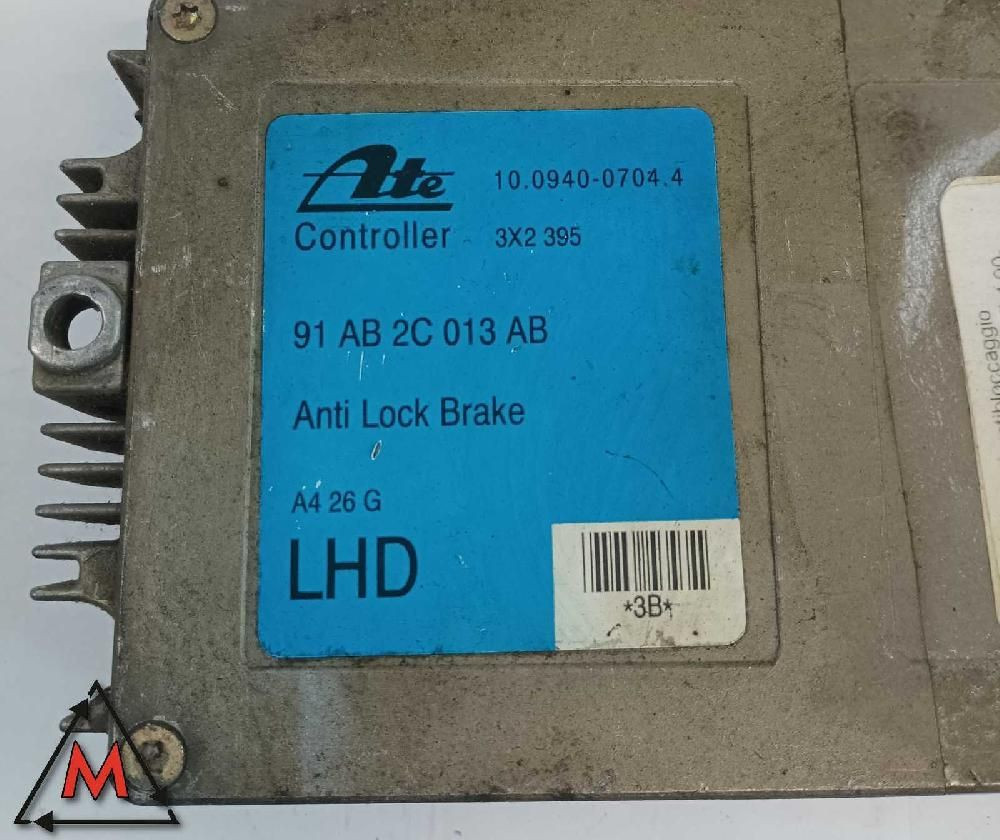 Ate 10.0940-0704.4
Controller 3X2 395
91 AB 2C 013 AB
Anti Lock Brake
A4 26 G
LHD
*3B*
M